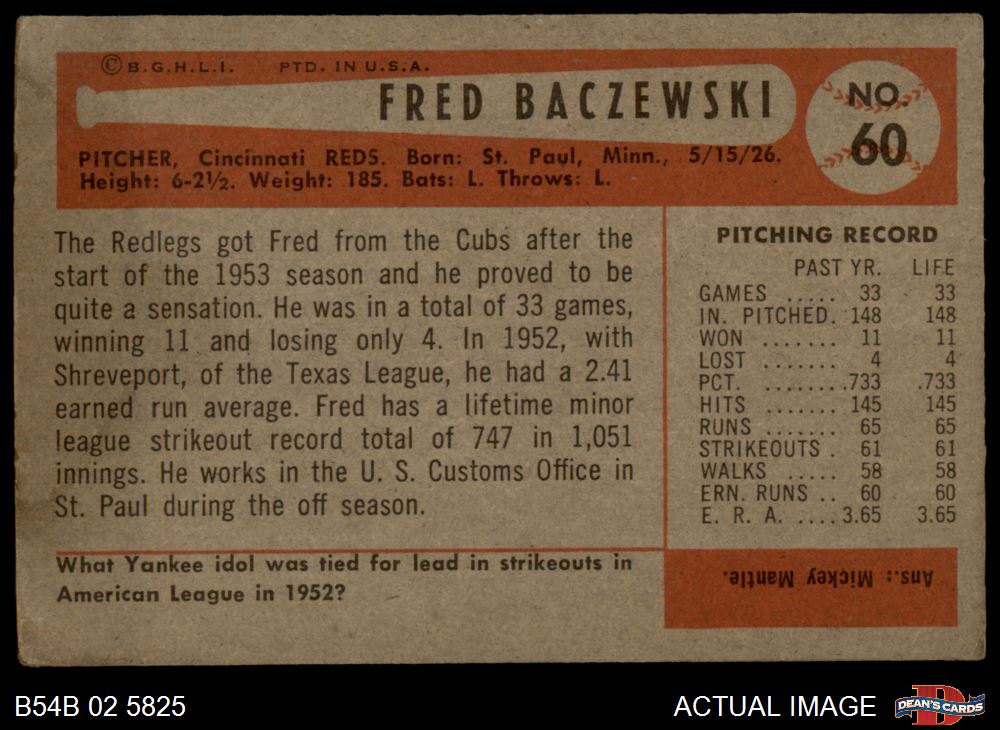 © B.G.H.L.I. PTD. IN U.S.A.
FRED BACZEWSKI
NO.
60
PITCHER, Cincinnati REDS. Born: St. Paul, Minn., 5/15/26.
Height: 6-2½. Weight: 185. Bats: L. Throws: L.
The Redlegs got Fred from the Cubs after the
start of the 1953 season and he proved to be
quite a sensation. He was in a total of 33 games,
winning 11 and losing only 4. In 1952, with
Shreveport, of the Texas League, he had a 2.41
earned run average. Fred has a lifetime minor
league strikeout record total of 747 in 1,051
innings. He works in the U. S. Customs Office in
St. Paul during the off season.
PITCHING RECORD
PAST YR. LIFE
GAMES ..... 33 33
IN. PITCHED. 148 148
WON ....... 11 11
LOST ....... 4 4
PCT. ........733 .733
HITS ....... 145 145
RUNS ....... 65 65
STRIKEOUTS . 61 61
WALKS ..... 58 58
ERN. RUNS .. 60 60
E. R. A. ....3.65 3.65
What Yankee idol was tied for lead in strikeouts in
American League in 1952?
Ans.: Mickey Mantle.
B54B 02 5825
ACTUAL IMAGE
DEAN'S CARDS